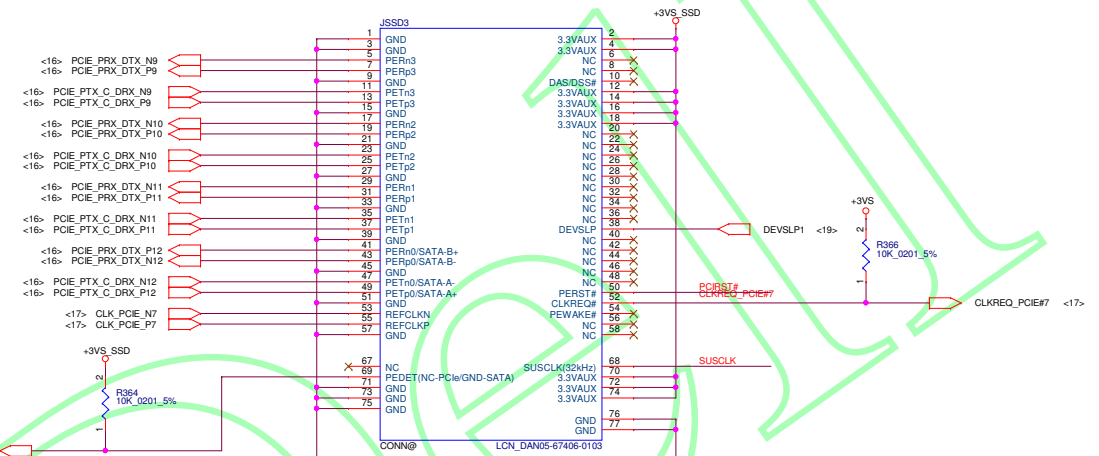 JSSD3
+3VS_SSD
1 GND 3.3VAUX 2
3 GND 3.3VAUX 4
<16> PCIE_PRX_DTX_N9 5 PERn3 NC 6
<16> PCIE_PRX_DTX_P9 7 PERp3 NC 8
9 GND DAS/DSS# 10
<16> PCIE_PTX_C_DRX_N9 11 PETn3 3.3VAUX 12
<16> PCIE_PTX_C_DRX_P9 13 PETp3 3.3VAUX 14
15 GND 3.3VAUX 16
<16> PCIE_PRX_DTX_N10 17 PERn2 3.3VAUX 18
<16> PCIE_PRX_DTX_P10 19 PERp2 NC 20
21 GND NC 22
<16> PCIE_PTX_C_DRX_N10 23 PETn2 NC 24
<16> PCIE_PTX_C_DRX_P10 25 PETp2 NC 26
27 GND NC 28
<16> PCIE_PRX_DTX_N11 29 PERn1 NC 30
<16> PCIE_PRX_DTX_P11 31 PERp1 NC 32
33 GND NC 34
<16> PCIE_PTX_C_DRX_N11 35 PETn1 NC 36
<16> PCIE_PTX_C_DRX_P11 37 PETp1 DEVSLP 38 DEVSLP1 <19>
39 GND NC 40
<16> PCIE_PRX_DTX_P12 41 PERn0/SATA-B+ NC 42
<16> PCIE_PRX_DTX_N12 43 PERp0/SATA-B- NC 44
45 GND NC 46
<16> PCIE_PTX_C_DRX_N12 47 PETn0/SATA-A- NC 48
<16> PCIE_PTX_C_DRX_P12 49 PETp0/SATA-A+ PERST# 50 PCIRST#
51 GND CLKREQ# 52 CLKREQ_PCIE#7
<17> CLK_PCIE_N7 53 REFCLKN PEWAKE# 54
<17> CLK_PCIE_P7 55 REFCLKP NC 56
57 GND NC 58
+3VS
2
R366
10K_0201_5%
1
CLKREQ_PCIE#7 <17>
67 NC SUSCLK(32kHz) 68 SUSCLK
69 PEDET(NC-PCIe/GND-SATA) 3.3VAUX 70
71 GND 3.3VAUX 72
73 GND 3.3VAUX 74
75 GND
GND 76
GND 77
+3VS_SSD
2
R364
10K_0201_5%
1
CONN@
LCN_DAN05-67406-0103